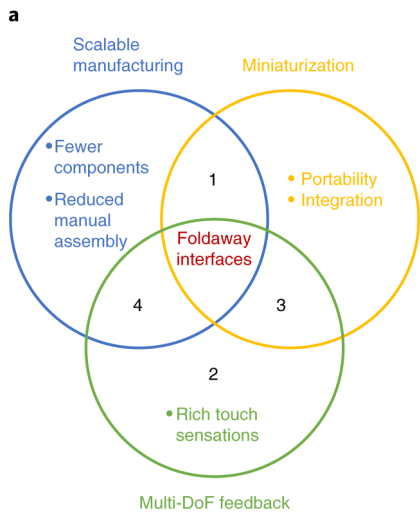 a
Scalable
manufacturing
Miniaturization
• Fewer
components
• Reduced
manual
assembly
1
• Portability
• Integration
Foldaway
interfaces
4
3
2
• Rich touch
sensations
Multi-DoF feedback